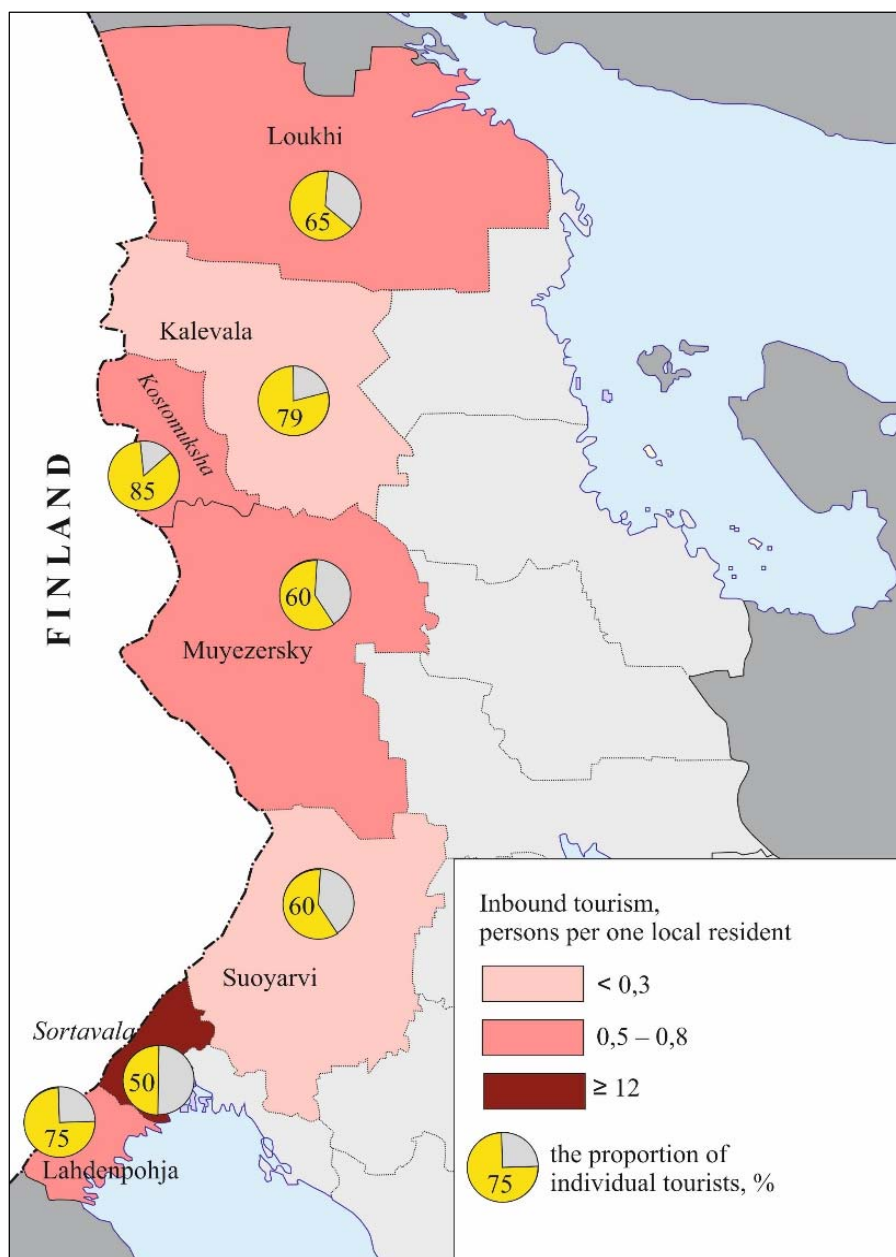 Loukhi
65
Kalevala
79
Kostomuksha
85
FINLAND
60
Muyezersky
60
Suoyarvi
Sortavala
50
75
Lahdenpohja
Inbound tourism,
persons per one local resident
< 0,3
0,5 – 0,8
≥ 12
75
the proportion of
individual tourists, %